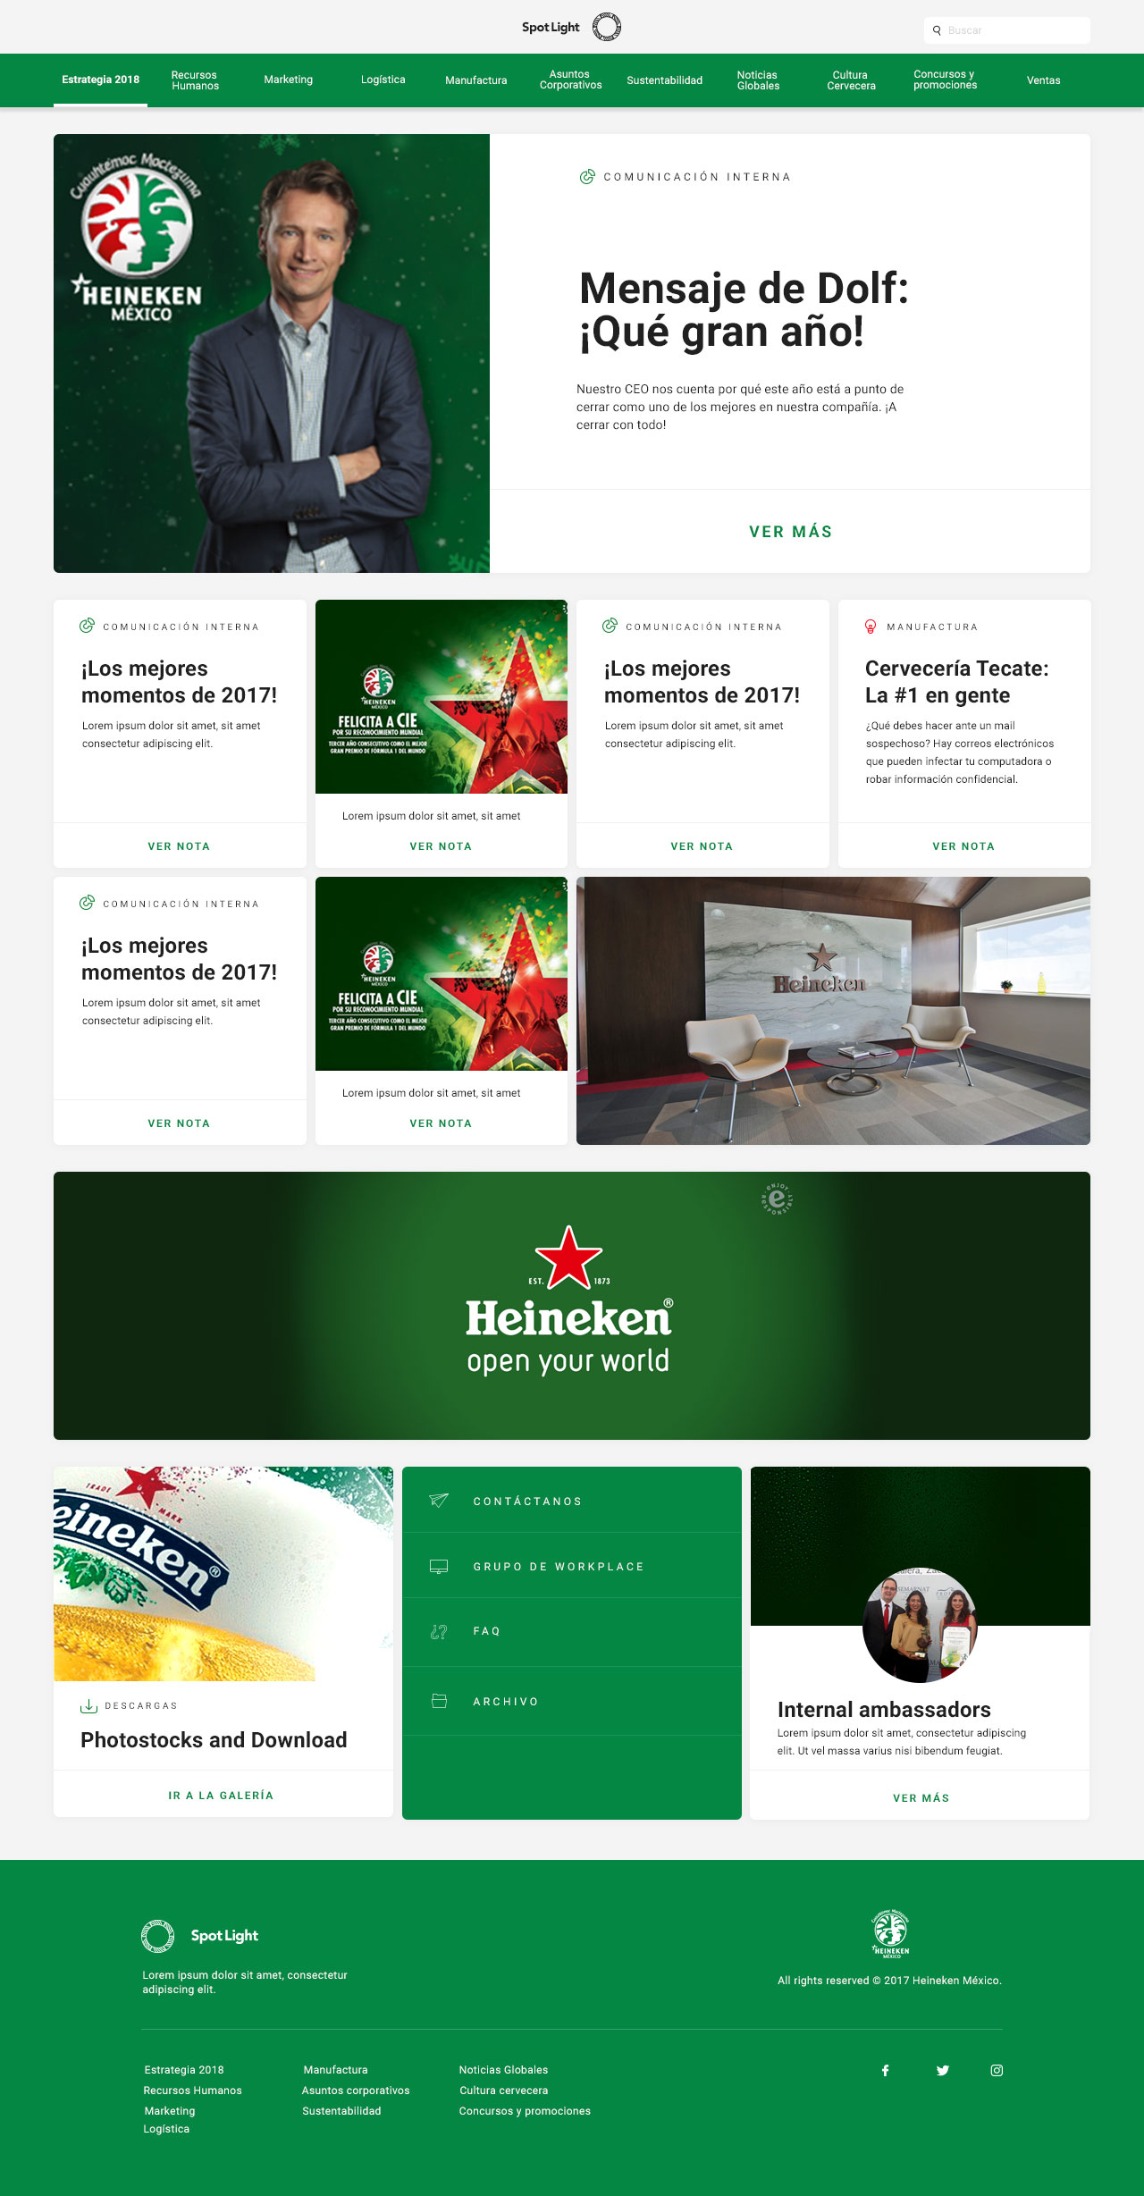 Spot Light
Buscar
Estrategia 2018
Recursos
Humanos
Marketing
Logística
Manufactura
Asuntos
Corporativos
Sustentabilidad
Noticias
Globales
Cultura
Cervecera
Concursos y
promociones
Ventas
Cuauhtémoc Moctezuma
HEINEKEN
MÉXICO
COMUNICACIÓN INTERNA
Mensaje de Dolf:
¡Qué gran año!
Nuestro CEO nos cuenta por qué este año está a punto de
cerrar como uno de los mejores en nuestra compañía. ¡A
cerrar con todo!
VER MÁS
COMUNICACIÓN INTERNA
¡Los mejores
momentos de 2017!
Lorem ipsum dolor sit amet, sit amet
consectetur adipiscing elit.
VER NOTA
HEINEKEN
MÉXICO
FELICITA A CIE
POR SU RECONOCIMIENTO MUNDIAL
TERCER AÑO CONSECUTIVO COMO EL MEJOR
GRAN PREMIO DE FÓRMULA 1 DEL MUNDO
Lorem ipsum dolor sit amet, sit amet
VER NOTA
COMUNICACIÓN INTERNA
¡Los mejores
momentos de 2017!
Lorem ipsum dolor sit amet, sit amet
consectetur adipiscing elit.
VER NOTA
MANUFACTURA
Cervecería Tecate:
La #1 en gente
¿Qué debes hacer ante un mail
sospechoso? Hay correos electrónicos
que pueden infectar tu computadora o
robar información confidencial.
VER NOTA
COMUNICACIÓN INTERNA
¡Los mejores
momentos de 2017!
Lorem ipsum dolor sit amet, sit amet
consectetur adipiscing elit.
VER NOTA
HEINEKEN
MÉXICO
FELICITA A CIE
POR SU RECONOCIMIENTO MUNDIAL
TERCER AÑO CONSECUTIVO COMO EL MEJOR
GRAN PREMIO DE FÓRMULA 1 DEL MUNDO
Lorem ipsum dolor sit amet, sit amet
VER NOTA
Heineken
ENJOY RESPONSIBLY
e
EST. 1873
Heineken®
open your world
TRADE MARK
eineken®
DESCARGAS
Photostocks and Download
IR A LA GALERÍA
CONTÁCTANOS
GRUPO DE WORKPLACE
¿?
FAQ
ARCHIVO
SEMARNAT
Internal ambassadors
Lorem ipsum dolor sit amet, consectetur adipiscing
elit. Ut vel massa varius nisi bibendum feugiat.
VER MÁS
Spot Light
Lorem ipsum dolor sit amet, consectetur
adipiscing elit.
Cuauhtémoc Moctezuma
HEINEKEN
MÉXICO
All rights reserved © 2017 Heineken México.
Estrategia 2018
Recursos Humanos
Marketing
Logística
Manufactura
Asuntos corporativos
Sustentabilidad
Noticias Globales
Cultura cervecera
Concursos y promociones